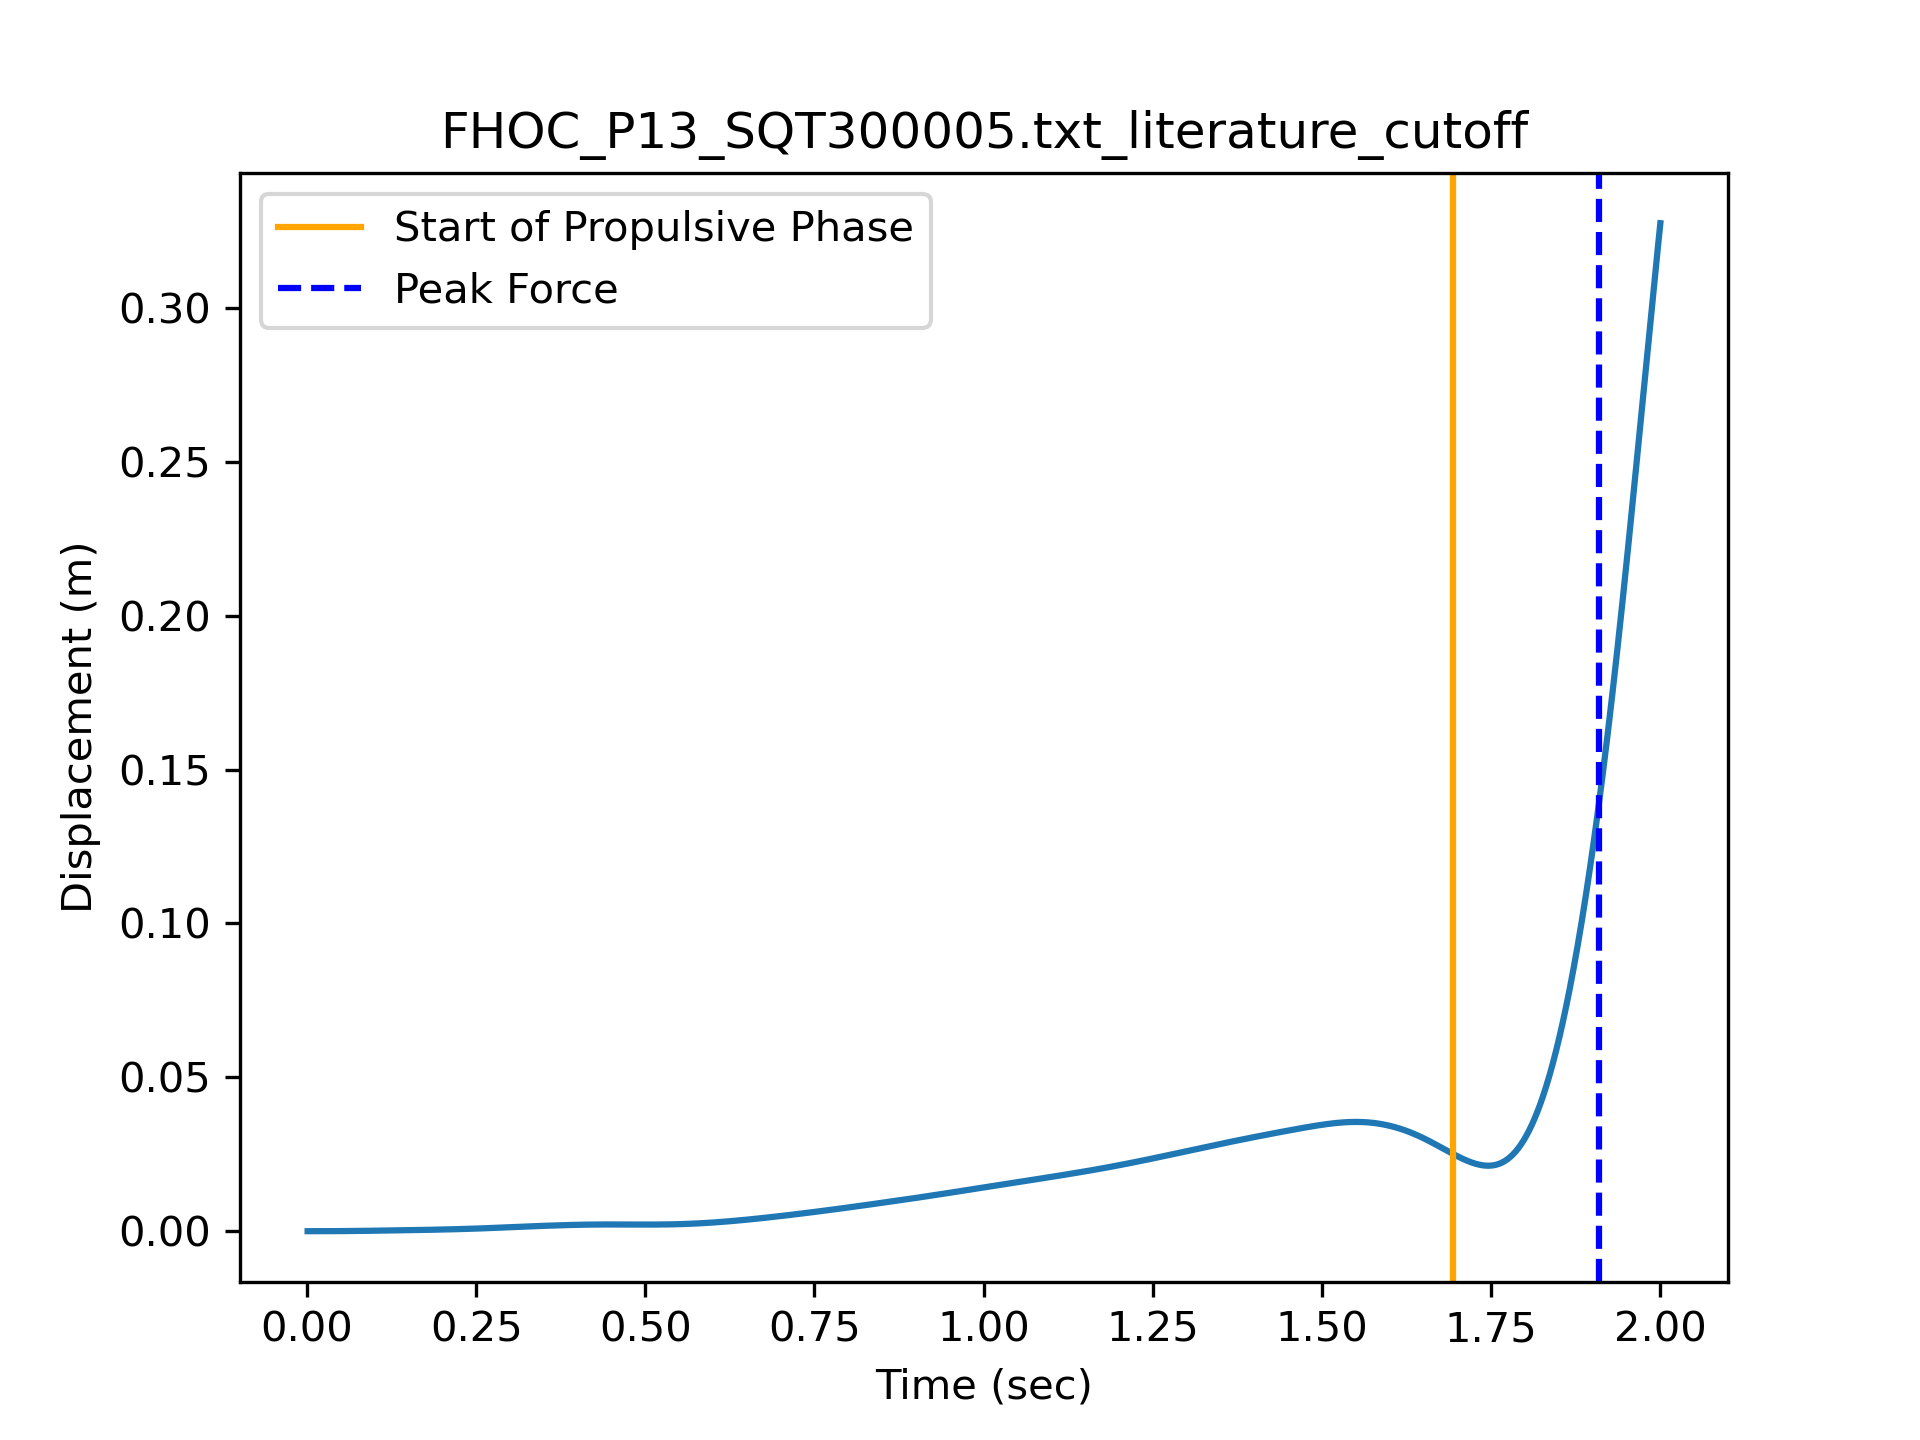 FHOC_P13_SQT300005.txt_literature_cutoff
Start of Propulsive Phase
Peak Force
Displacement (m)
0.30
0.25
0.20
0.15
0.10
0.05
0.00
0.00 0.25 0.50 0.75 1.00 1.25 1.50 1.75 2.00
Time (sec)